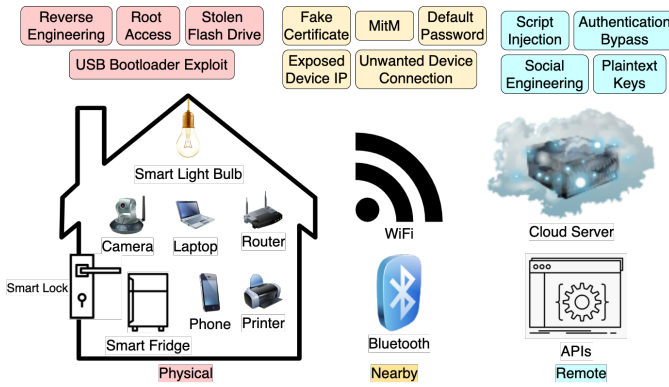 Reverse
Engineering
Root
Access
Stolen
Flash Drive
USB Bootloader Exploit
Fake
Certificate
MitM
Default
Password
Exposed
Device IP
Unwanted Device
Connection
Script
Injection
Authentication
Bypass
Social
Engineering
Plaintext
Keys
Smart Light Bulb
Camera
Laptop
Router
Smart Lock
Smart Fridge
Phone
Printer
Physical
WiFi
Bluetooth
Nearby
Cloud Server
APIs
Remote